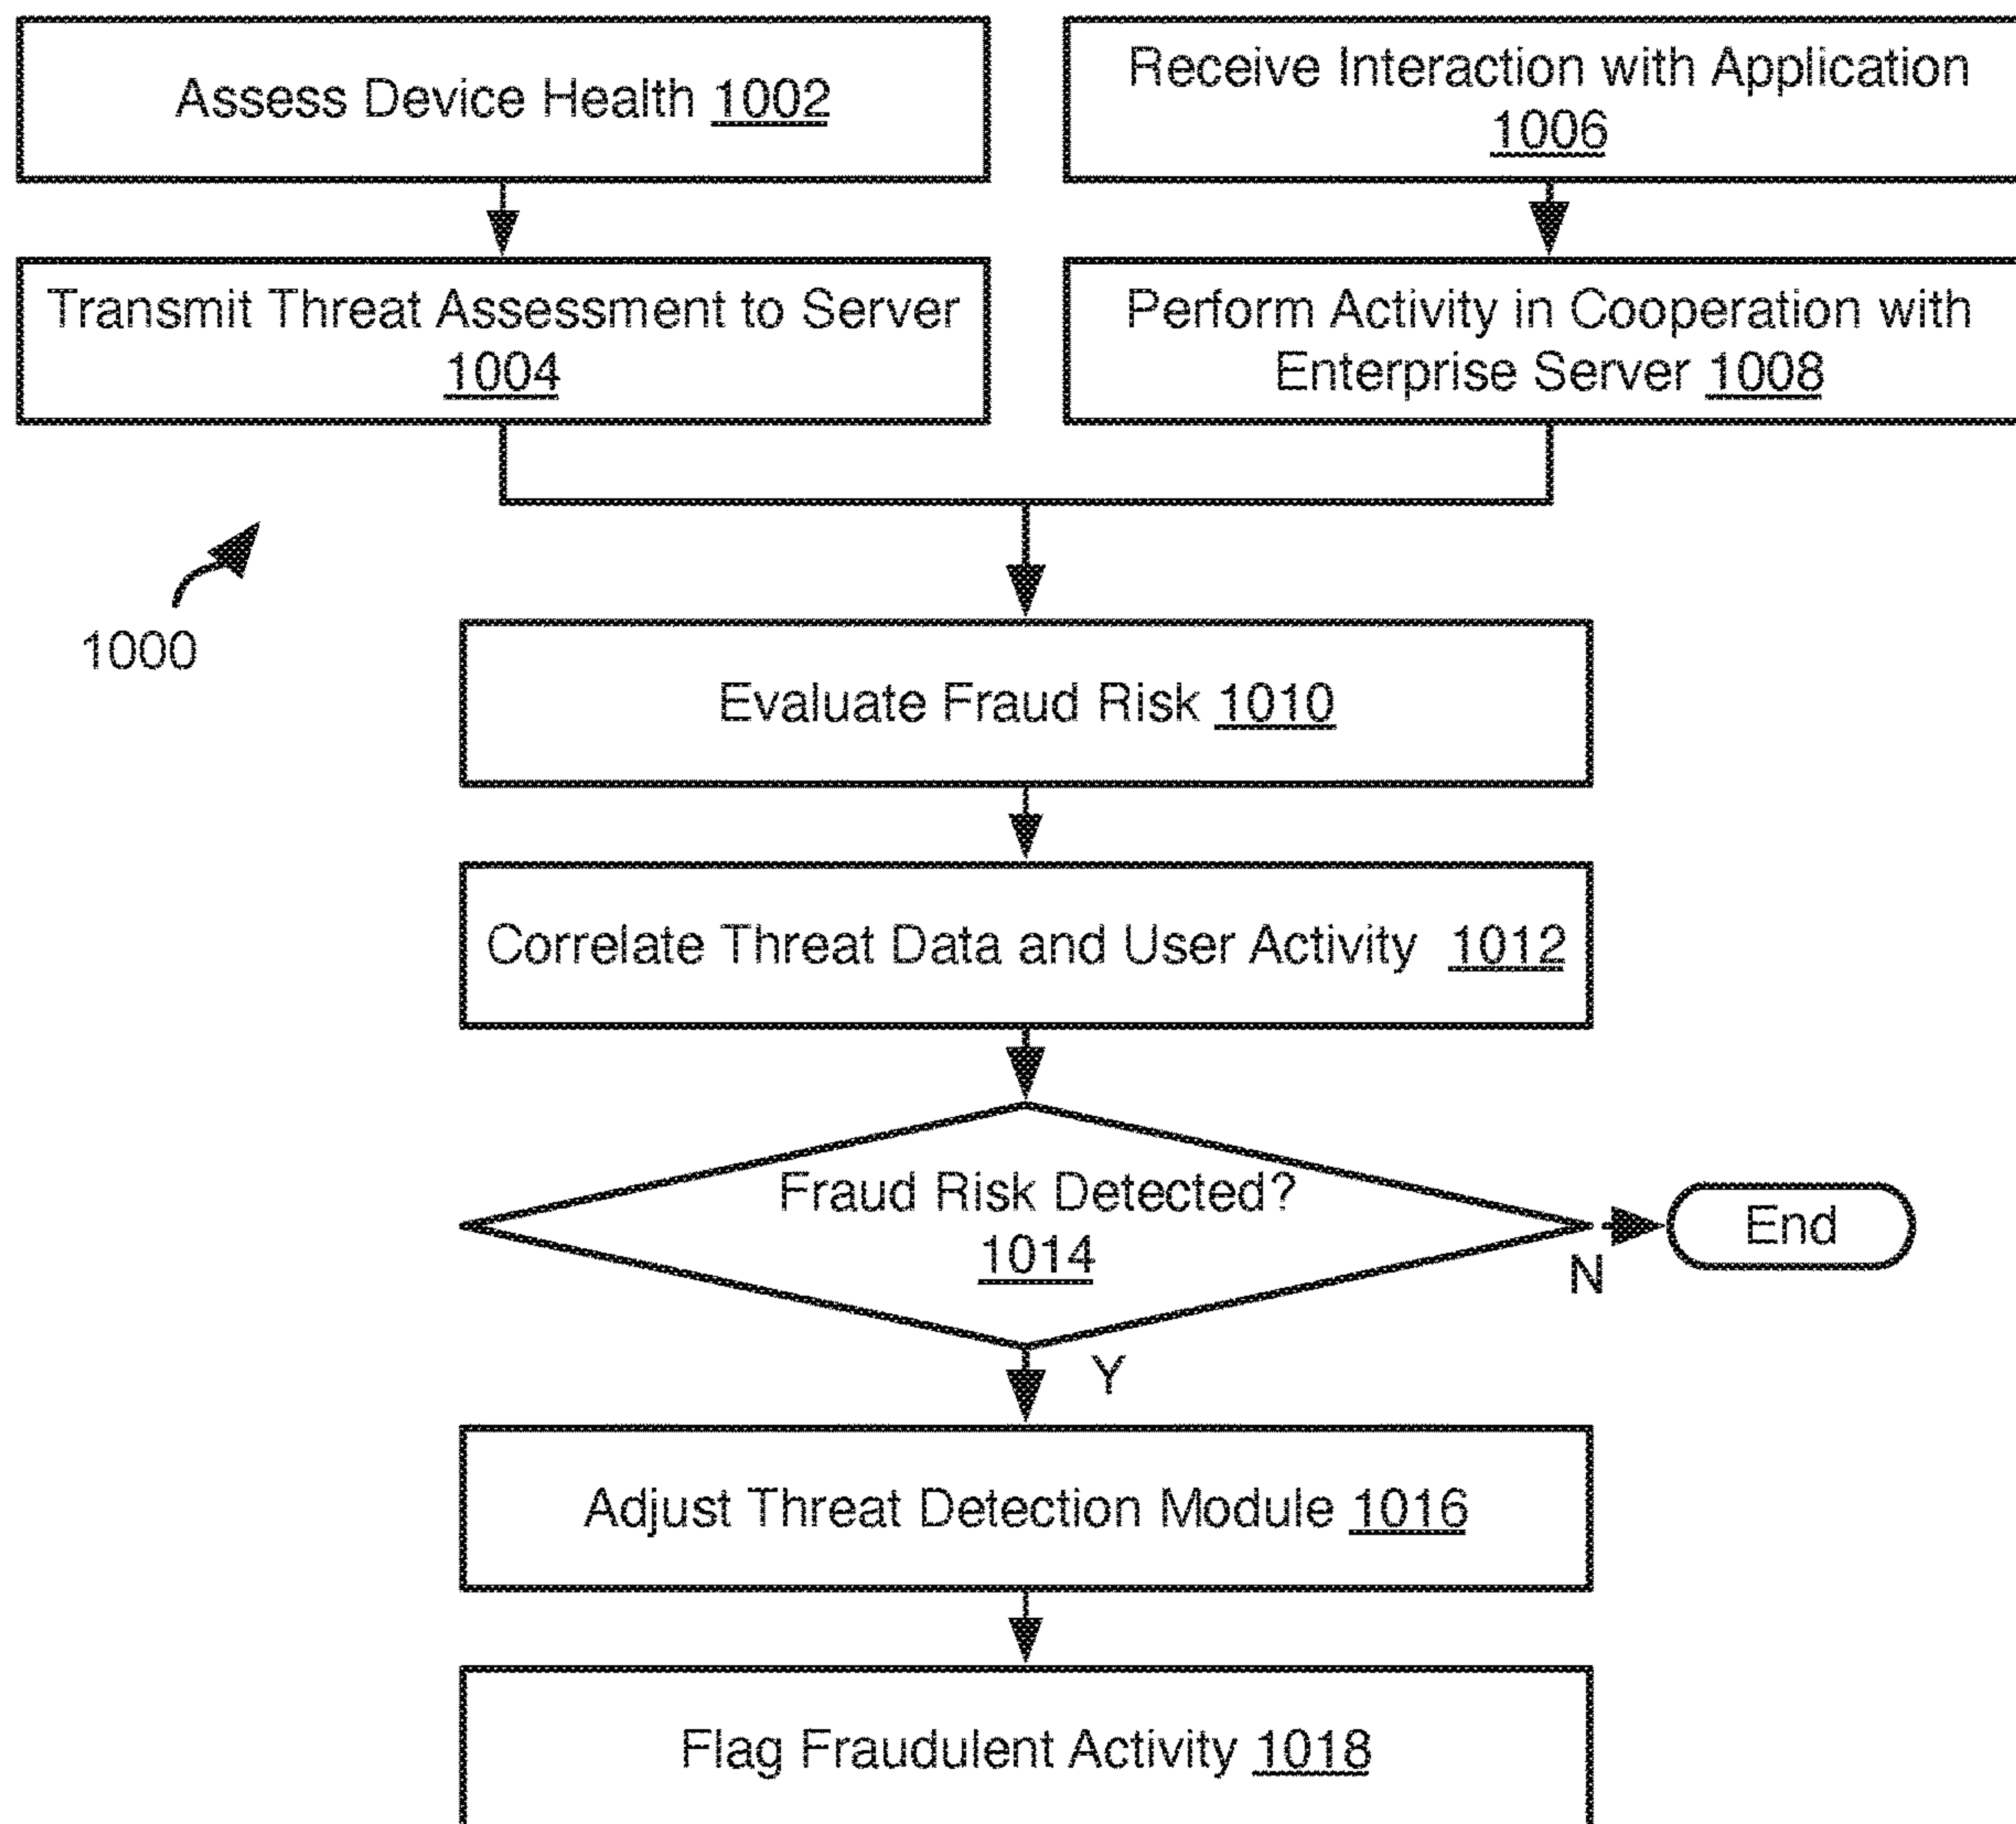 Assess Device Health 1002
Receive Interaction with Application
1006
Transmit Threat Assessment to Server
1004
Perform Activity in Cooperation with
Enterprise Server 1008
1000
Evaluate Fraud Risk 1010
Correlate Threat Data and User Activity 1012
Fraud Risk Detected?
1014
End
N
Y
Adjust Threat Detection Module 1016
Flag Fraudulent Activity 1018